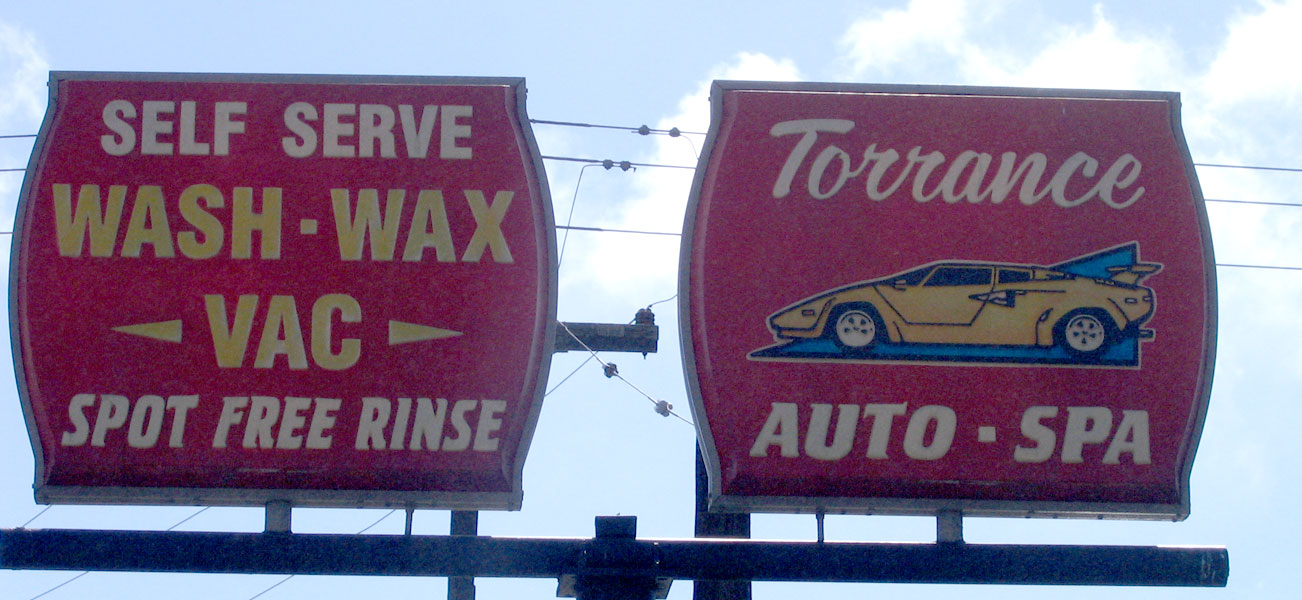 SELF SERVE
WASH · WAX
VAC
SPOT FREE RINSE
Torrance
AUTO · SPA